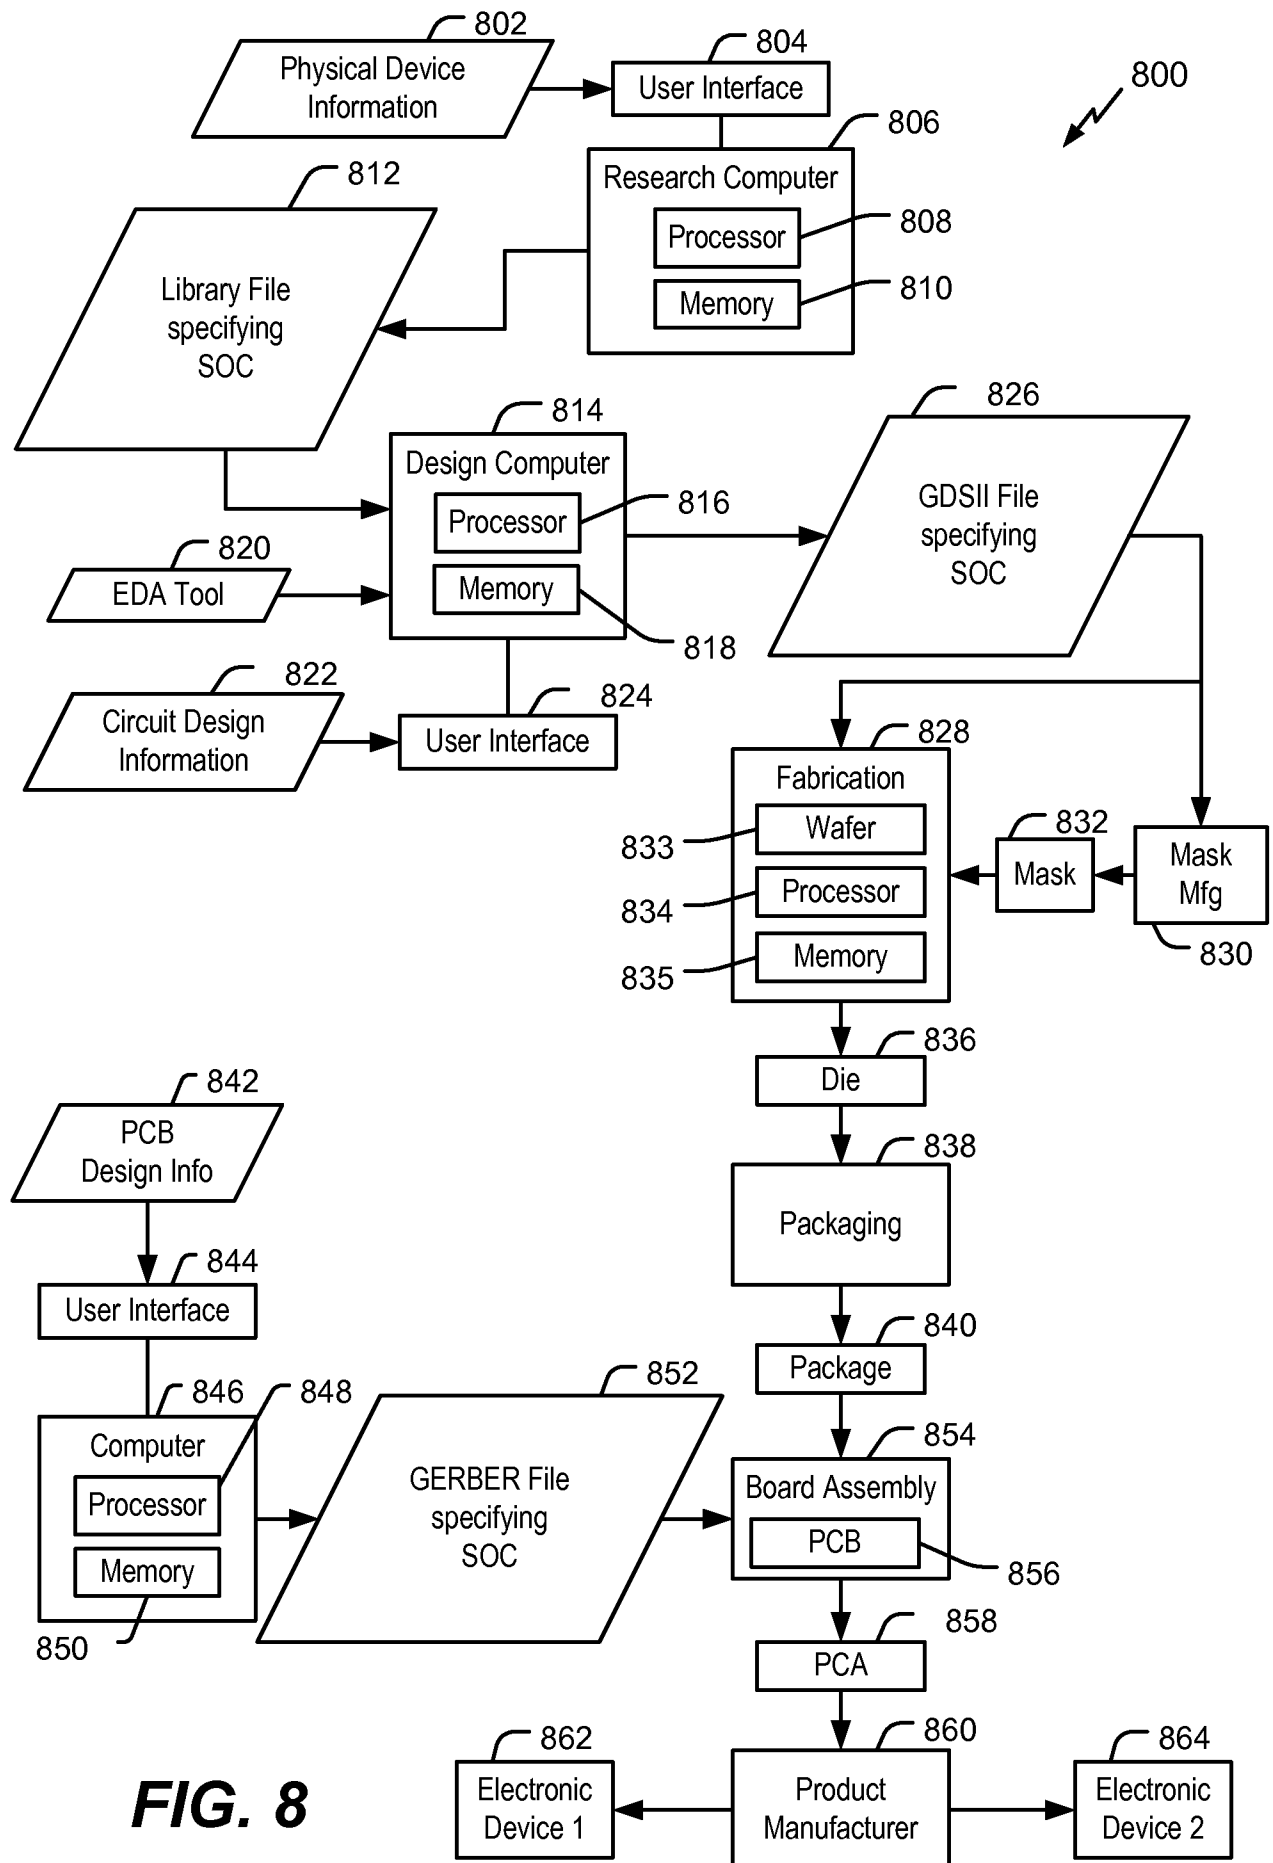 802
Physical Device
Information
804
User Interface
800
806
Research Computer
Processor
808
Memory
810
812
Library File
specifying
SOC
814
Design Computer
Processor
816
Memory
818
820
EDA Tool
822
Circuit Design
Information
824
User Interface
826
GDSII File
specifying
SOC
828
Fabrication
Wafer
833
Processor
834
Memory
835
832
Mask
Mask
Mfg
830
836
Die
838
Packaging
840
Package
842
PCB
Design Info
844
User Interface
846
848
Computer
Processor
Memory
850
852
GERBER File
specifying
SOC
854
Board Assembly
PCB
856
858
PCA
860
Product
Manufacturer
862
Electronic
Device 1
864
Electronic
Device 2
FIG. 8